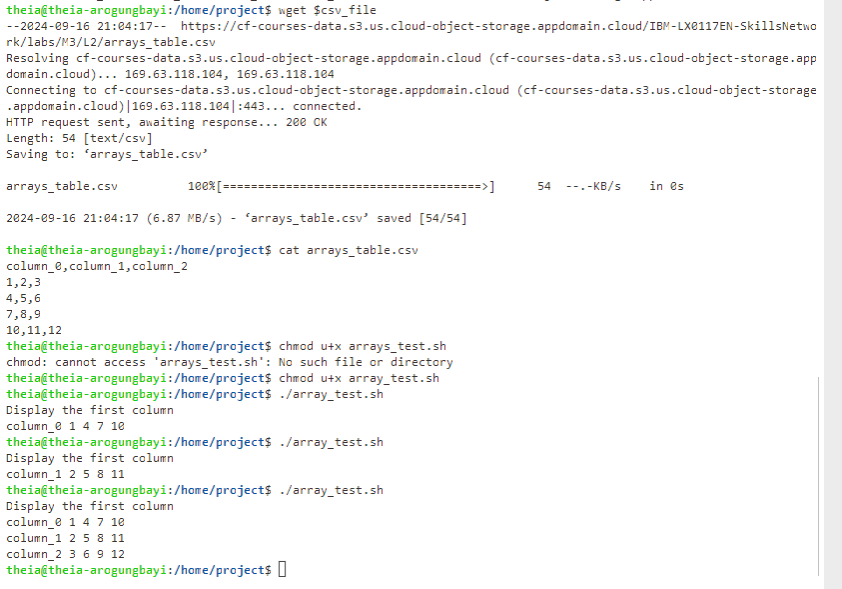 theia@theia-arogungbayi:/home/project$ wget $csv_file
--2024-09-16 21:04:17--  https://cf-courses-data.s3.us.cloud-object-storage.appdomain.cloud/IBM-LX0117EN-SkillsNetwo
rk/labs/M3/L2/arrays_table.csv
Resolving cf-courses-data.s3.us.cloud-object-storage.appdomain.cloud (cf-courses-data.s3.us.cloud-object-storage.app
domain.cloud)... 169.63.118.104, 169.63.118.104
Connecting to cf-courses-data.s3.us.cloud-object-storage.appdomain.cloud (cf-courses-data.s3.us.cloud-object-storage
.appdomain.cloud)|169.63.118.104|:443... connected.
HTTP request sent, awaiting response... 200 OK
Length: 54 [text/csv]
Saving to: ‘arrays_table.csv’
arrays_table.csv          100%[=====================================>]      54  --.-KB/s    in 0s
2024-09-16 21:04:17 (6.87 MB/s) - ‘arrays_table.csv’ saved [54/54]
theia@theia-arogungbayi:/home/project$ cat arrays_table.csv
column_0,column_1,column_2
1,2,3
4,5,6
7,8,9
10,11,12
theia@theia-arogungbayi:/home/project$ chmod u+x arrays_test.sh
chmod: cannot access 'arrays_test.sh': No such file or directory
theia@theia-arogungbayi:/home/project$ chmod u+x array_test.sh
theia@theia-arogungbayi:/home/project$ ./array_test.sh
Display the first column
column_0 1 4 7 10
theia@theia-arogungbayi:/home/project$ ./array_test.sh
Display the first column
column_1 2 5 8 11
theia@theia-arogungbayi:/home/project$ ./array_test.sh
Display the first column
column_0 1 4 7 10
column_1 2 5 8 11
column_2 3 6 9 12
theia@theia-arogungbayi:/home/project$